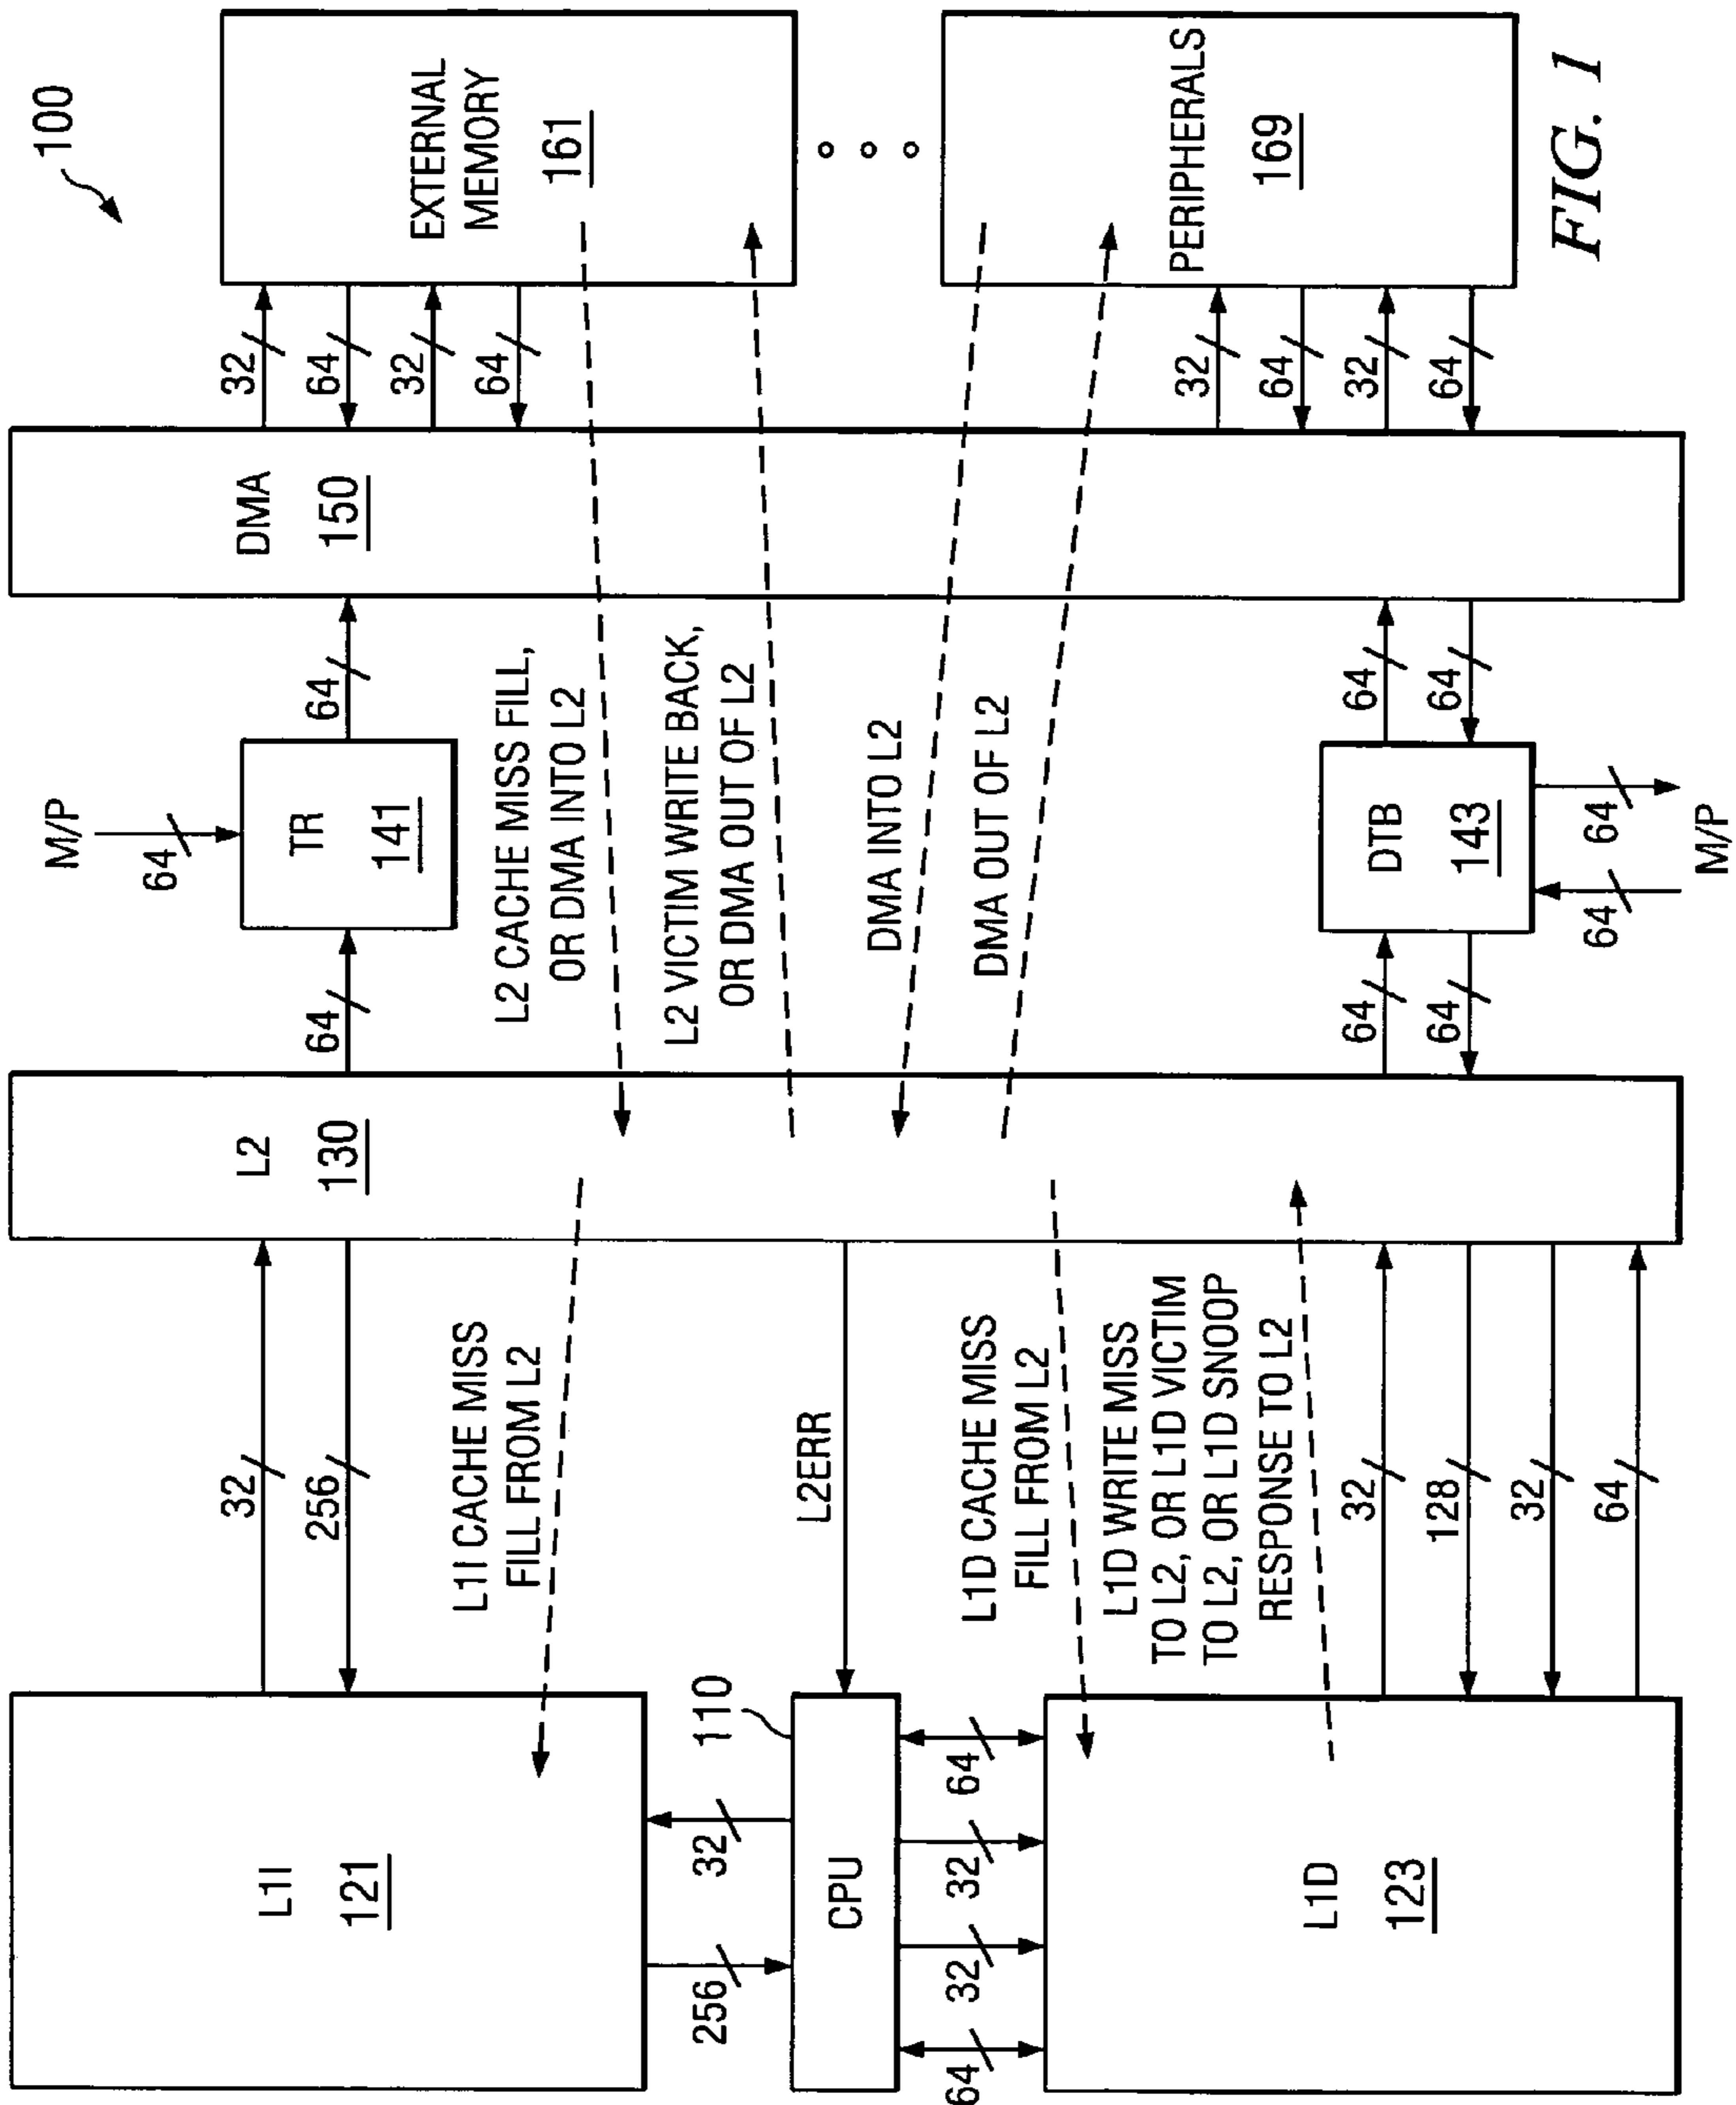 100
L1I
121
32
256
L2
130
64
M/P
64
TR
141
64
DMA
150
32
64
32
64
EXTERNAL
MEMORY
161
L1I CACHE MISS
FILL FROM L2
L2 CACHE MISS FILL,
OR DMA INTO L2
L2 VICTIM WRITE BACK,
OR DMA OUT OF L2
256
32
110
CPU
L2ERR
DMA INTO L2
DMA OUT OF L2
64
32
32
64
L1D CACHE MISS
FILL FROM L2
L1D WRITE MISS
TO L2, OR L1D VICTIM
TO L2, OR L1D SNOOP
RESPONSE TO L2
L1D
123
32
128
32
64
64
64
DTB
143
64
64
M/P
64
64
32
64
32
64
PERIPHERALS
169
FIG. 1